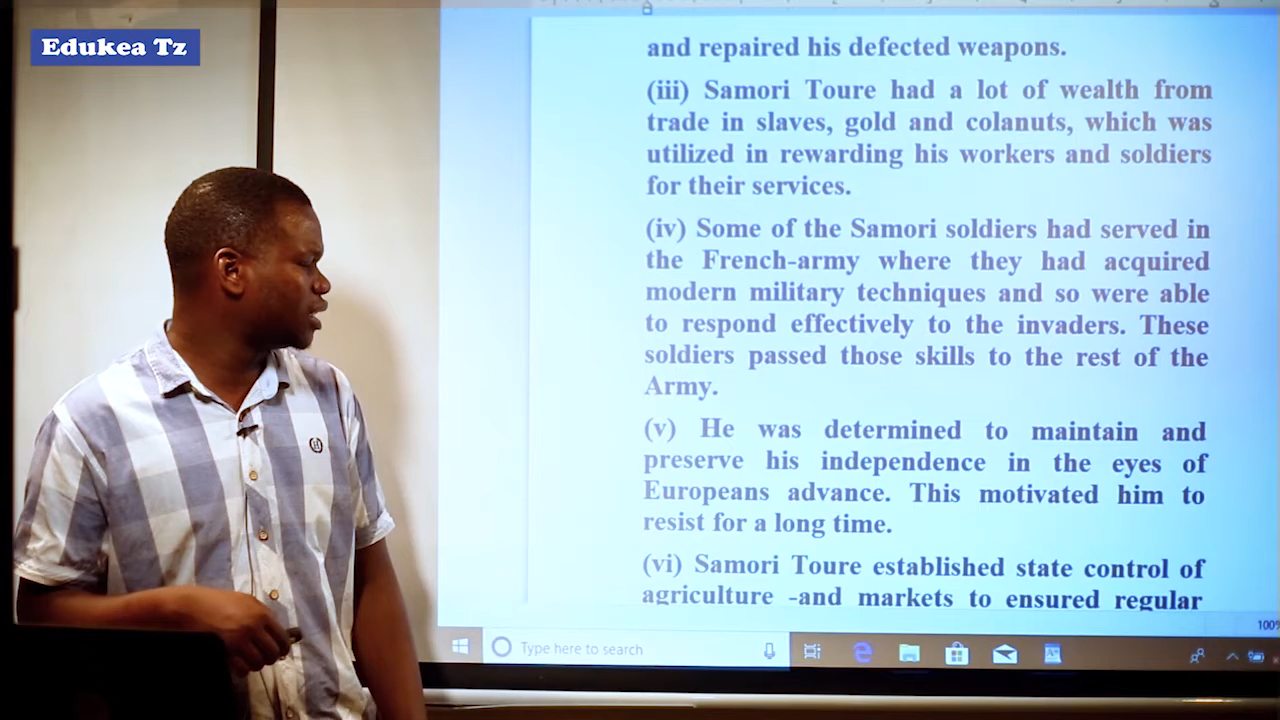 Edukea Tz
and repaired his defected weapons.
(iii) Samori Toure had a lot of wealth from
trade in slaves, gold and colanuts, which was
utilized in rewarding his workers and soldiers
for their services.
(iv) Some of the Samori soldiers had served in
the French-army where they had acquired
modern military techniques and so were able
to respond effectively to the invaders. These
soldiers passed those skills to the rest of the
Army.
(v) He was determined to maintain and
preserve his independence in the eyes of
Europeans advance. This motivated him to
resist for a long time.
(vi) Samori Toure established state control of
agriculture -and markets to ensured regular
100%
Type here to search